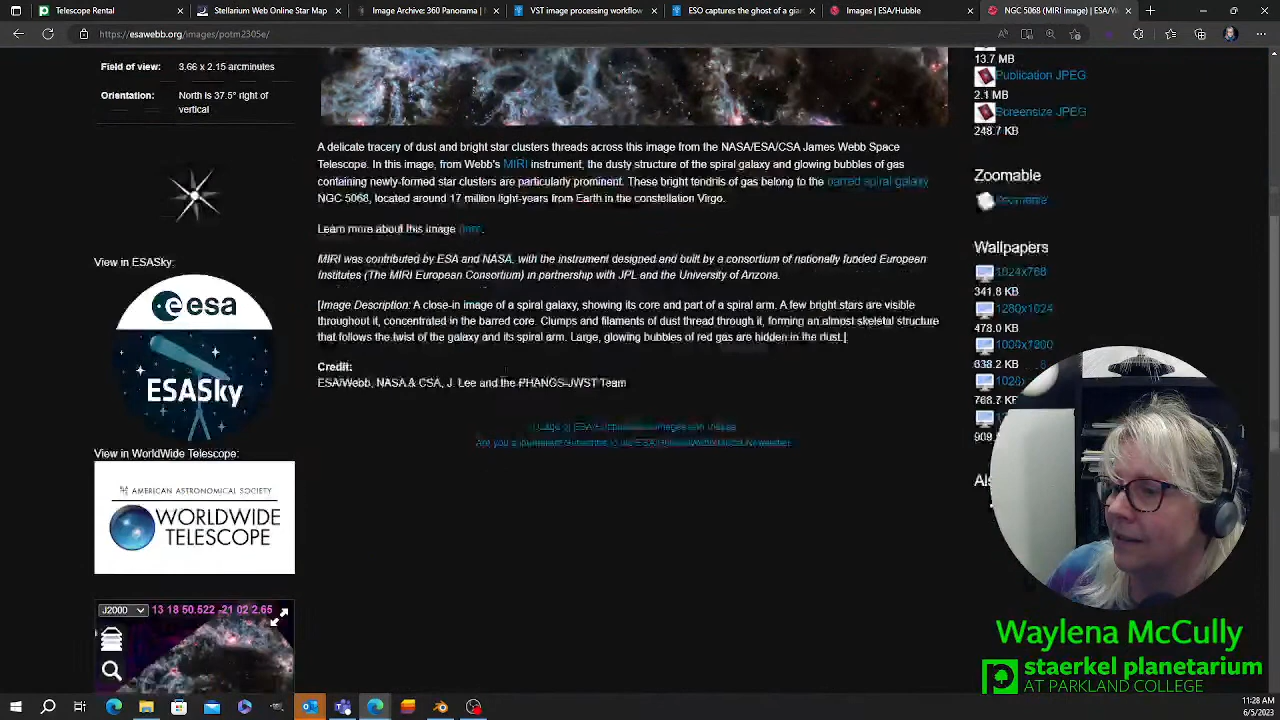 Telescope Rental
Stellarium Web Online Star Map
Image Archive: 360 Panorama |
VST image processing workflow
ESO captures the ghost of a gian
Images | ESA/Hubble
NGC 5068 (MIRI image) | ESA/W
https://esawebb.org/images/potm2305e/
Field of view:
3.66 x 2.15 arcminutes
Orientation:
North is 37.5° right of
vertical
View in ESASky:
esa
ESASky
View in WorldWide Telescope:
AMERICAN ASTRONOMICAL SOCIETY
WORLDWIDE
TELESCOPE
J2000
13 18 50.522 -21 02 2.65
A delicate tracery of dust and bright star clusters threads across this image from the NASA/ESA/CSA James Webb Space
Telescope. In this image, from Webb's MIRI instrument, the dusty structure of the spiral galaxy and glowing bubbles of gas
containing newly-formed star clusters are particularly prominent. These bright tendrils of gas belong to the barred spiral galaxy
NGC 5068, located around 17 million light-years from Earth in the constellation Virgo.
Learn more about this image here.
MIRI was contributed by ESA and NASA, with the instrument designed and built by a consortium of nationally funded European
Institutes (The MIRI European Consortium) in partnership with JPL and the University of Arizona.
[Image Description: A close-in image of a spiral galaxy, showing its core and part of a spiral arm. A few bright stars are visible
throughout it, concentrated in the barred core. Clumps and filaments of dust thread through it, forming an almost skeletal structure
that follows the twist of the galaxy and its spiral arm. Large, glowing bubbles of red gas are hidden in the dust.]
Credit:
ESA/Webb, NASA & CSA, J. Lee and the PHANGS-JWST Team
13.7 MB
Publication JPEG
2.1 MB
Screensize JPEG
248.7 KB
Zoomable
Wallpapers
1024x768
341.8 KB
1280x1024
478.0 KB
1600x1200
638.2 KB
768.7 KB
Waylena McCully
staerkel planetarium
AT PARKLAND COLLEGE
11:28 AM
6/5/2023